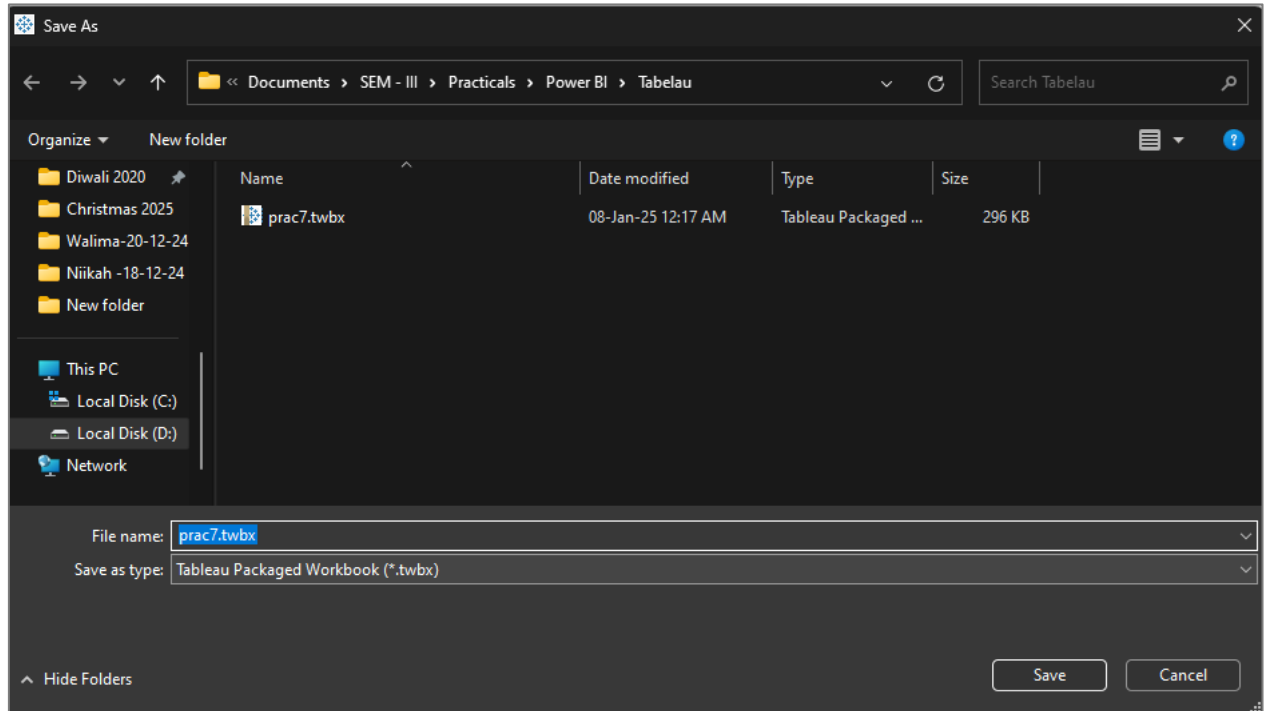 Save As
« Documents > SEM - III > Practicals > Power BI > Tabelau
Search Tabelau
Organize
New folder
Diwali 2020
Christmas 2025
Walima-20-12-24
Niikah -18-12-24
New folder
This PC
Local Disk (C:)
Local Disk (D:)
Network
Name Date modified Type Size
prac7.twbx 08-Jan-25 12:17 AM Tableau Packaged ... 296 KB
File name: prac7.twbx
Save as type: Tableau Packaged Workbook (*.twbx)
Hide Folders
Save
Cancel